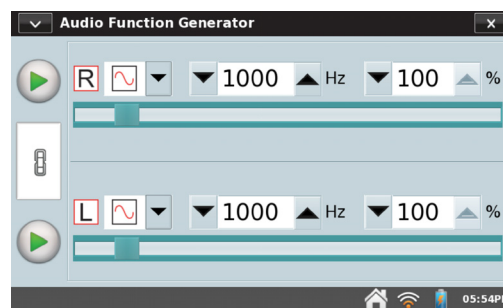 Audio Function Generator
R 1000 Hz 100 %
L 1000 Hz 100 %
05:54P